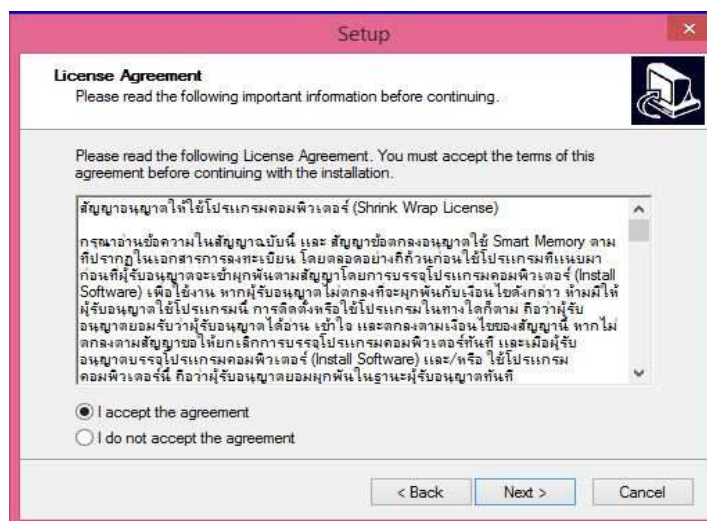 Setup
License Agreement
Please read the following important information before continuing.
Please read the following License Agreement. You must accept the terms of this
agreement before continuing with the installation.
สัญญาอนุญาตให้ใช้โปรแกรมคอมพิวเตอร์ (Shrink Wrap License)
กรุณาอ่านข้อความในสัญญาฉบับนี้ และ สัญญาข้อตกลงอนุญาตใช้ Smart Memory ตาม
ที่ปรากฏในเอกสารการลงทะเบียน โดยตลอดอย่างถี่ถ้วนก่อนใช้โปรแกรมที่แนบมา
ก่อนที่ผู้รับอนุญาตจะเข้าผูกพันตามสัญญาโดยการบรรจุโปรแกรมคอมพิวเตอร์ (Install
Software) เพื่อใช้งาน หากผู้รับอนุญาตไม่ตกลงที่จะผูกพันกับเงื่อนไขดังกล่าว ห้ามมิให้
ผู้รับอนุญาตใช้โปรแกรมนี้ การติดตั้งหรือใช้โปรแกรมในทางใดก็ตาม ถือว่าผู้รับ
อนุญาตยอมรับว่าผู้รับอนุญาตได้อ่าน เข้าใจ และตกลงตามเงื่อนไขของสัญญานี้ หากไม่
ตกลงตามสัญญาขอให้ยกเลิกการบรรจุโปรแกรมคอมพิวเตอร์ทันที และเมื่อผู้รับ
อนุญาตบรรจุโปรแกรมคอมพิวเตอร์ (Install Software) และ/หรือ ใช้โปรแกรม
คอมพิวเตอร์นี้ ถือว่าผู้รับอนุญาตยอมผูกพันในฐานะผู้รับอนุญาตทันที
I accept the agreement
I do not accept the agreement
< Back Next > Cancel